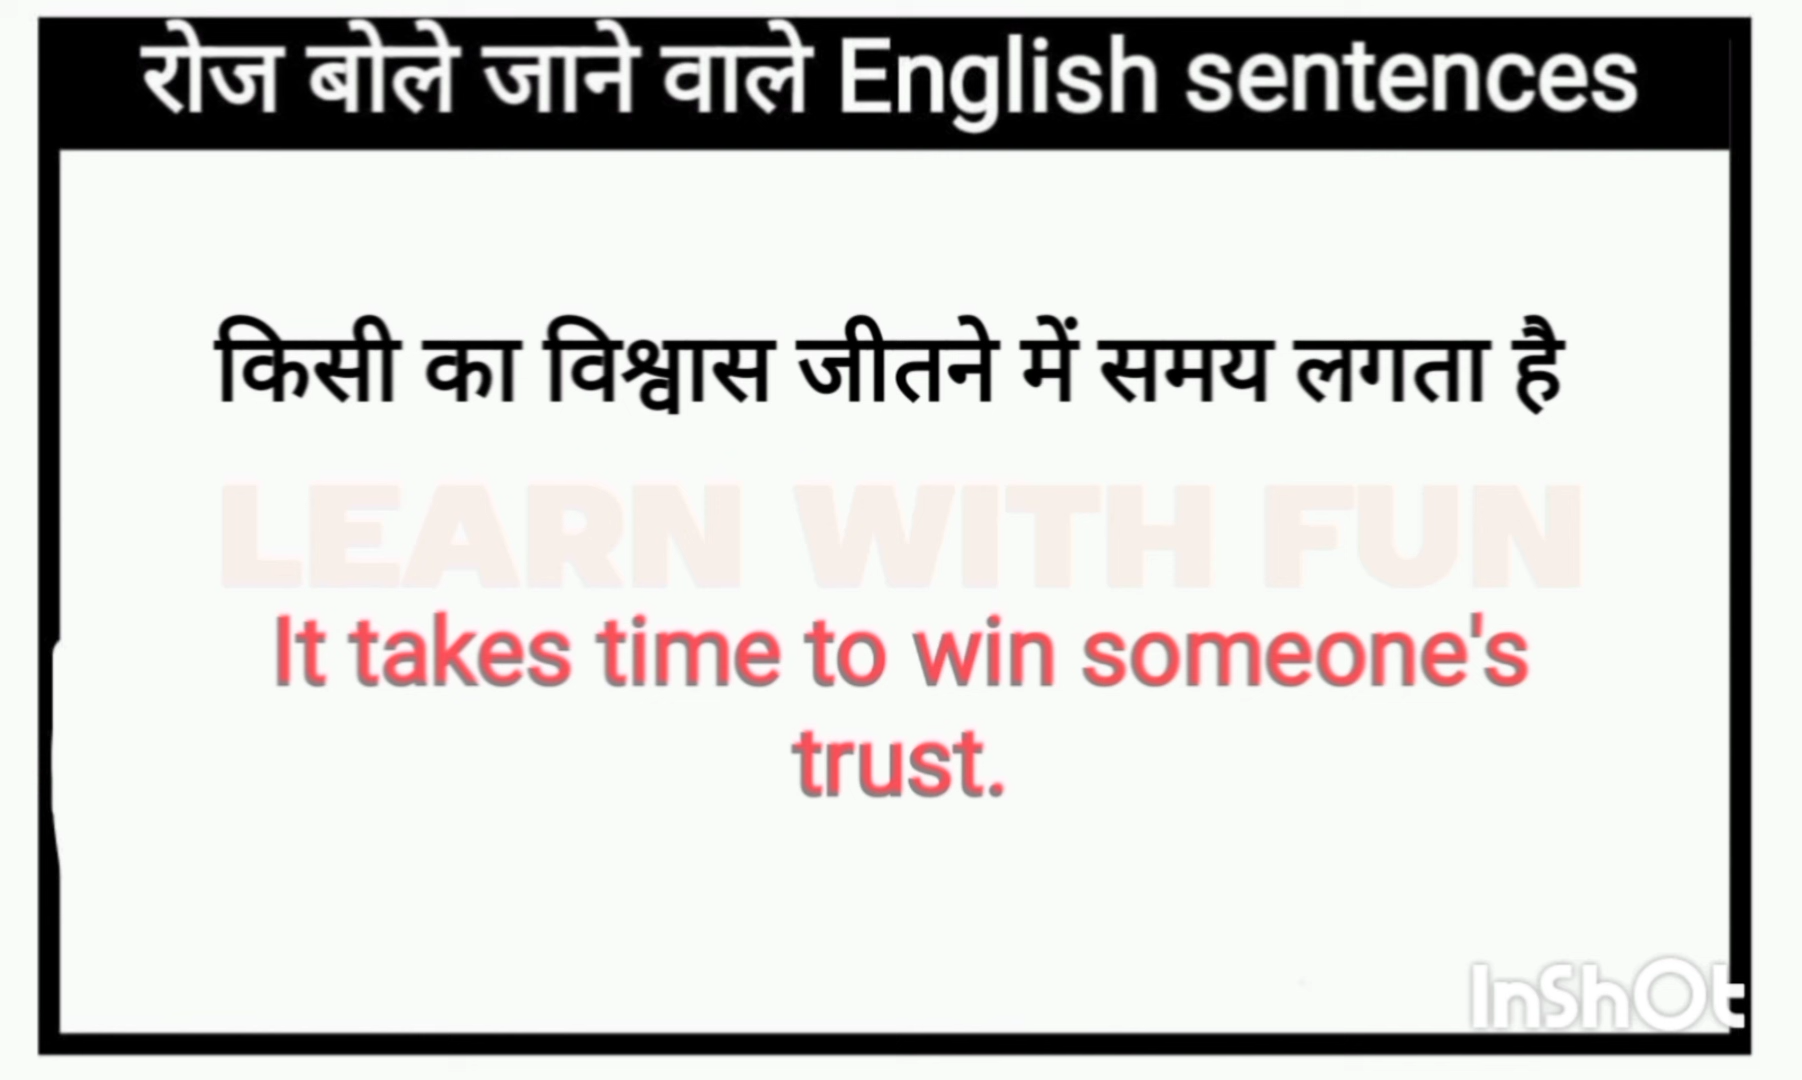 रोज बोले जाने वाले English sentences
किसी का विश्वास जीतने में समय लगता है
LEARN WITH FUN
It takes time to win someone's
trust.
InShOt